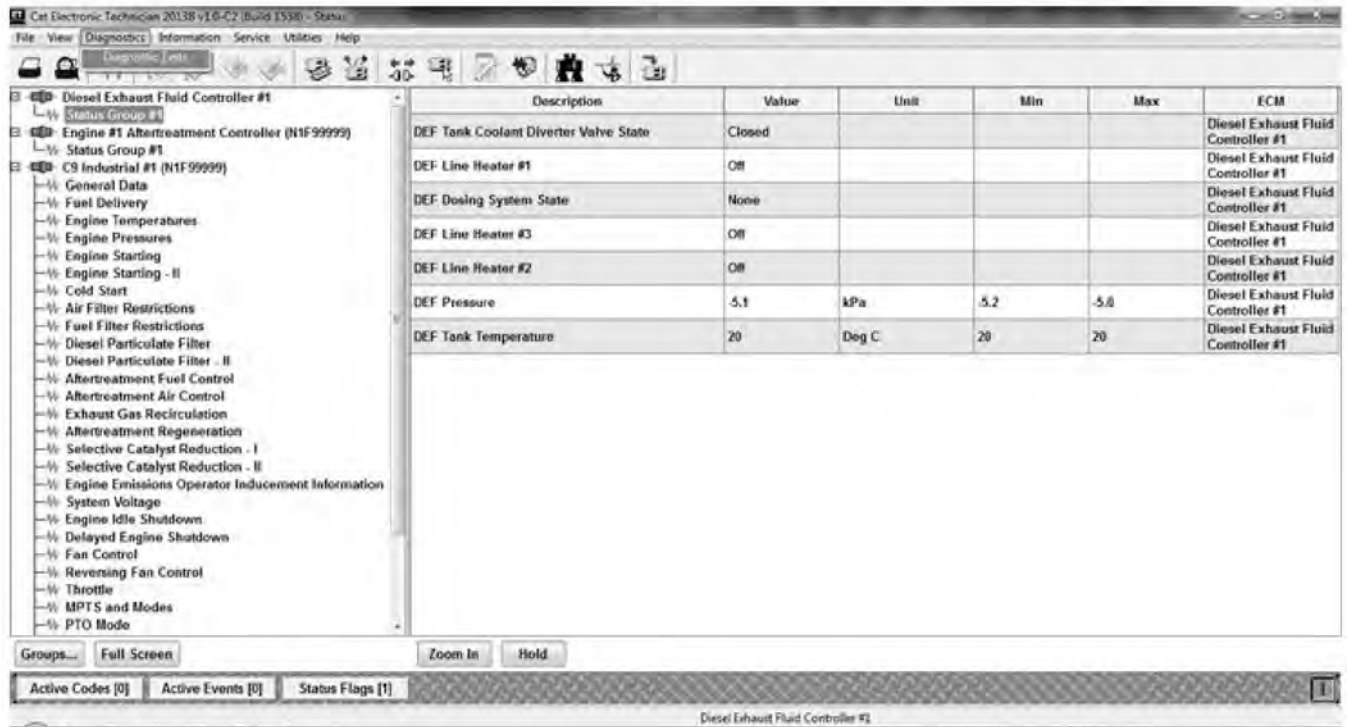 Cat Electronic Technician 2013B v1.0-C2 (Build 1538) - Status
File View Diagnostics Information Service Utilities Help
Diagnostic Tests
Diesel Exhaust Fluid Controller #1
Status Group #1
Engine #1 Aftertreatment Controller (N1F99999)
Status Group #1
C9 Industrial #1 (N1F99999)
General Data
Fuel Delivery
Engine Temperatures
Engine Pressures
Engine Starting
Engine Starting - II
Cold Start
Air Filter Restrictions
Fuel Filter Restrictions
Diesel Particulate Filter
Diesel Particulate Filter - II
Aftertreatment Fuel Control
Aftertreatment Air Control
Exhaust Gas Recirculation
Aftertreatment Regeneration
Selective Catalyst Reduction - I
Selective Catalyst Reduction - II
Engine Emissions Operator Inducement Information
System Voltage
Engine Idle Shutdown
Delayed Engine Shutdown
Fan Control
Reversing Fan Control
Throttle
MPTS and Modes
PTO Mode
Description Value Unit Min Max ECM
DEF Tank Coolant Diverter Valve State Closed Diesel Exhaust Fluid
Controller #1
DEF Line Heater #1 Off Diesel Exhaust Fluid
Controller #1
DEF Dosing System State None Diesel Exhaust Fluid
Controller #1
DEF Line Heater #3 Off Diesel Exhaust Fluid
Controller #1
DEF Line Heater #2 Off Diesel Exhaust Fluid
Controller #1
DEF Pressure -5.1 kPa -5.2 -5.0 Diesel Exhaust Fluid
Controller #1
DEF Tank Temperature 20 Deg C 20 20 Diesel Exhaust Fluid
Controller #1
Groups... Full Screen Zoom In Hold
Active Codes [0] Active Events [0] Status Flags [1]
Diesel Exhaust Fluid Controller #1